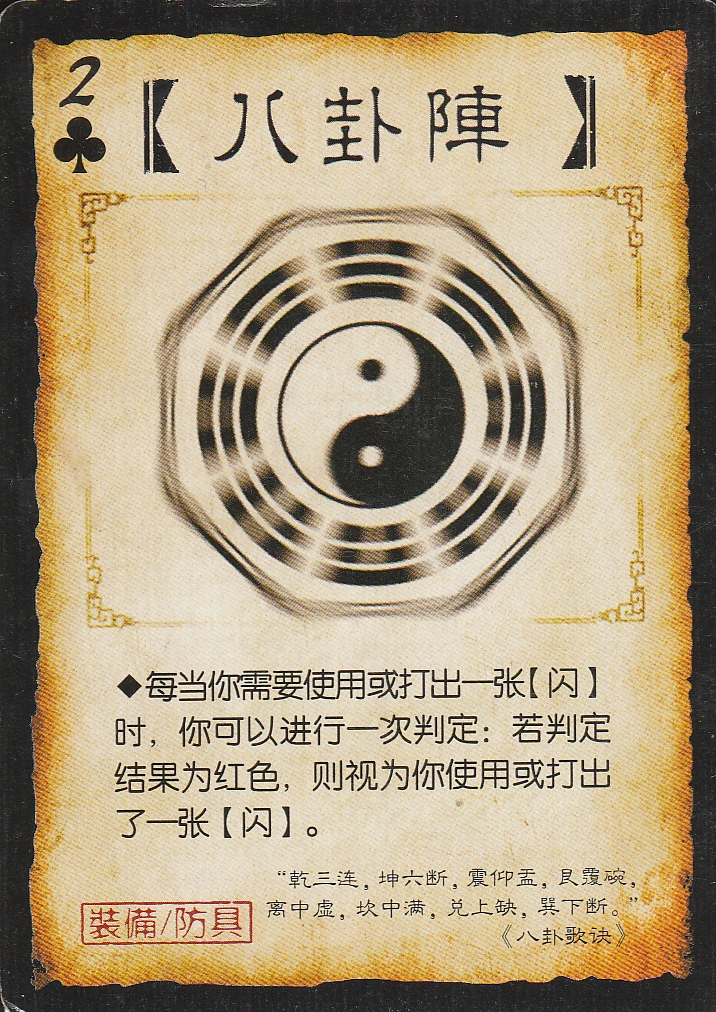 2
【八卦陣】
◆每当你需要使用或打出一张【闪】
时，你可以进行一次判定：若判定
结果为红色，则视为你使用或打出
了一张【闪】。
“乾三连，坤六断，震仰盂，艮覆碗，
离中虚，坎中满，兑上缺，巽下断。”
《八卦歌诀》
裝備/防具